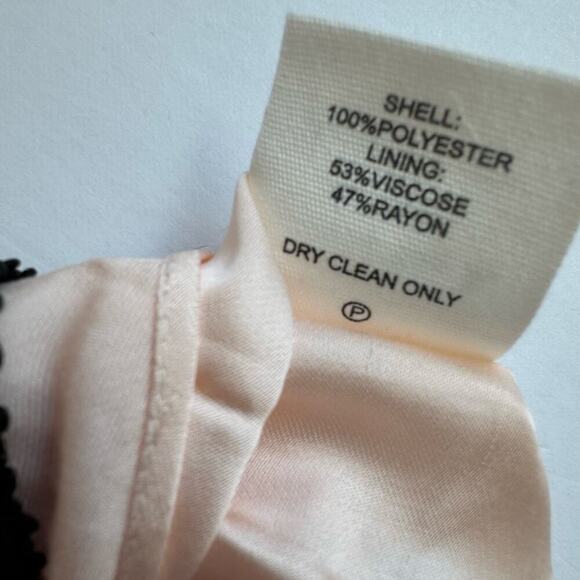 SHELL:
100%POLYESTER
LINING:
53%VISCOSE
47%RAYON
DRY CLEAN ONLY
P